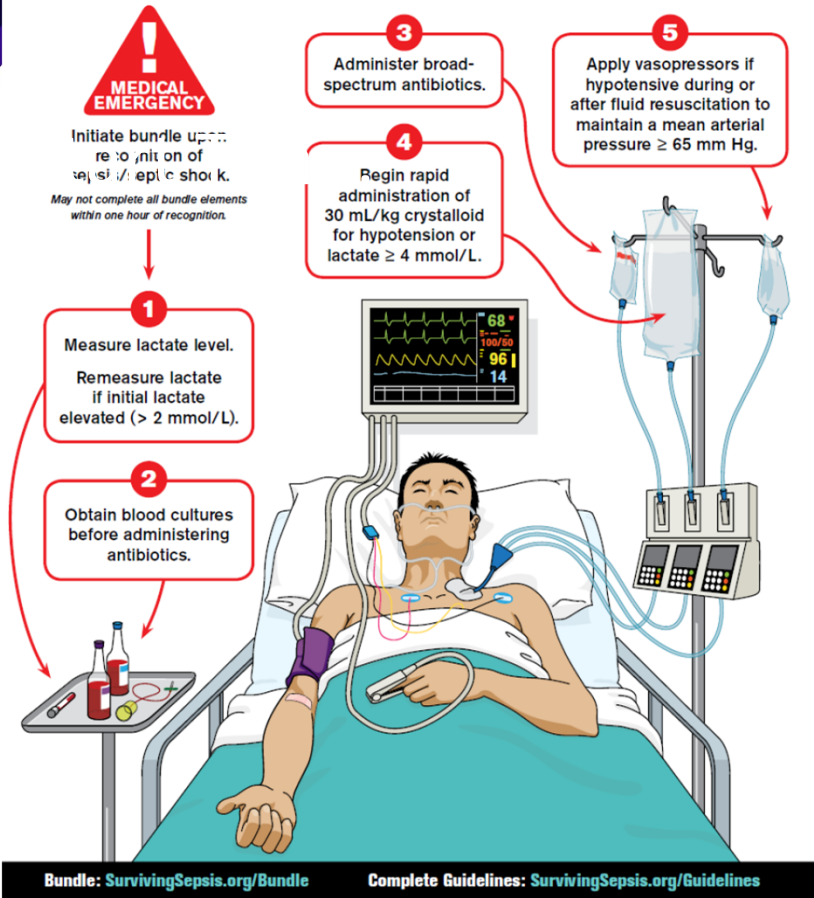 !
MEDICAL
EMERGENCY
Initiate bundle upon
recognition of
sepsis/septic shock.
May not complete all bundle elements
within one hour of recognition.
1
Measure lactate level.
Remeasure lactate
if initial lactate
elevated (> 2 mmol/L).
2
Obtain blood cultures
before administering
antibiotics.
3
Administer broad-
spectrum antibiotics.
4
Begin rapid
administration of
30 mL/kg crystalloid
for hypotension or
lactate ≥ 4 mmol/L.
5
Apply vasopressors if
hypotensive during or
after fluid resuscitation to
maintain a mean arterial
pressure ≥ 65 mm Hg.
68
100/50
96
14
Bundle: SurvivingSepsis.org/Bundle Complete Guidelines: SurvivingSepsis.org/Guidelines